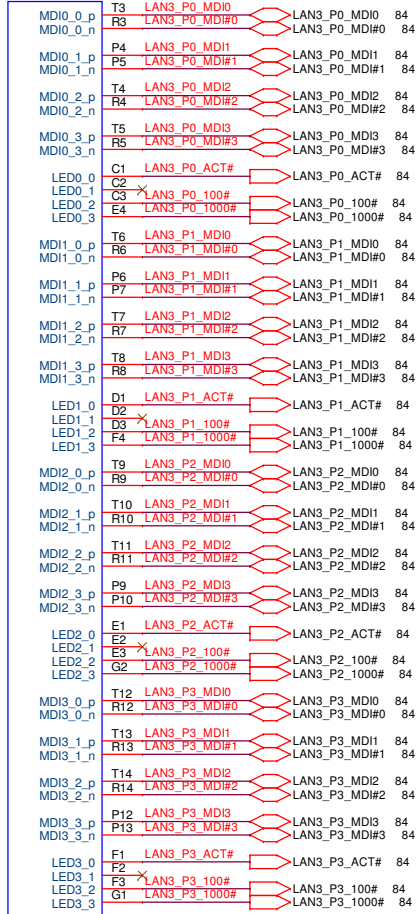 MDI0_0_p T3 LAN3_P0_MDI0 LAN3_P0_MDI0 84
MDI0_0_n R3 LAN3_P0_MDI#0 LAN3_P0_MDI#0 84
MDI0_1_p P4 LAN3_P0_MDI1 LAN3_P0_MDI1 84
MDI0_1_n P5 LAN3_P0_MDI#1 LAN3_P0_MDI#1 84
MDI0_2_p T4 LAN3_P0_MDI2 LAN3_P0_MDI2 84
MDI0_2_n R4 LAN3_P0_MDI#2 LAN3_P0_MDI#2 84
MDI0_3_p T5 LAN3_P0_MDI3 LAN3_P0_MDI3 84
MDI0_3_n R5 LAN3_P0_MDI#3 LAN3_P0_MDI#3 84
LED0_0 C1 LAN3_P0_ACT# LAN3_P0_ACT# 84
LED0_1 C2
LED0_2 C3 LAN3_P0_100# LAN3_P0_100# 84
LED0_3 E4 LAN3_P0_1000# LAN3_P0_1000# 84
MDI1_0_p T6 LAN3_P1_MDI0 LAN3_P1_MDI0 84
MDI1_0_n R6 LAN3_P1_MDI#0 LAN3_P1_MDI#0 84
MDI1_1_p P6 LAN3_P1_MDI1 LAN3_P1_MDI1 84
MDI1_1_n P7 LAN3_P1_MDI#1 LAN3_P1_MDI#1 84
MDI1_2_p T7 LAN3_P1_MDI2 LAN3_P1_MDI2 84
MDI1_2_n R7 LAN3_P1_MDI#2 LAN3_P1_MDI#2 84
MDI1_3_p T8 LAN3_P1_MDI3 LAN3_P1_MDI3 84
MDI1_3_n R8 LAN3_P1_MDI#3 LAN3_P1_MDI#3 84
LED1_0 D1 LAN3_P1_ACT# LAN3_P1_ACT# 84
LED1_1 D2
LED1_2 D3 LAN3_P1_100# LAN3_P1_100# 84
LED1_3 F4 LAN3_P1_1000# LAN3_P1_1000# 84
MDI2_0_p T9 LAN3_P2_MDI0 LAN3_P2_MDI0 84
MDI2_0_n R9 LAN3_P2_MDI#0 LAN3_P2_MDI#0 84
MDI2_1_p T10 LAN3_P2_MDI1 LAN3_P2_MDI1 84
MDI2_1_n R10 LAN3_P2_MDI#1 LAN3_P2_MDI#1 84
MDI2_2_p T11 LAN3_P2_MDI2 LAN3_P2_MDI2 84
MDI2_2_n R11 LAN3_P2_MDI#2 LAN3_P2_MDI#2 84
MDI2_3_p P9 LAN3_P2_MDI3 LAN3_P2_MDI3 84
MDI2_3_n P10 LAN3_P2_MDI#3 LAN3_P2_MDI#3 84
LED2_0 E1 LAN3_P2_ACT# LAN3_P2_ACT# 84
LED2_1 E2
LED2_2 E3 LAN3_P2_100# LAN3_P2_100# 84
LED2_3 G2 LAN3_P2_1000# LAN3_P2_1000# 84
MDI3_0_p T12 LAN3_P3_MDI0 LAN3_P3_MDI0 84
MDI3_0_n R12 LAN3_P3_MDI#0 LAN3_P3_MDI#0 84
MDI3_1_p T13 LAN3_P3_MDI1 LAN3_P3_MDI1 84
MDI3_1_n R13 LAN3_P3_MDI#1 LAN3_P3_MDI#1 84
MDI3_2_p T14 LAN3_P3_MDI2 LAN3_P3_MDI2 84
MDI3_2_n R14 LAN3_P3_MDI#2 LAN3_P3_MDI#2 84
MDI3_3_p P12 LAN3_P3_MDI3 LAN3_P3_MDI3 84
MDI3_3_n P13 LAN3_P3_MDI#3 LAN3_P3_MDI#3 84
LED3_0 F1 LAN3_P3_ACT# LAN3_P3_ACT# 84
LED3_1 F2
LED3_2 F3 LAN3_P3_100# LAN3_P3_100# 84
LED3_3 G1 LAN3_P3_1000# LAN3_P3_1000# 84